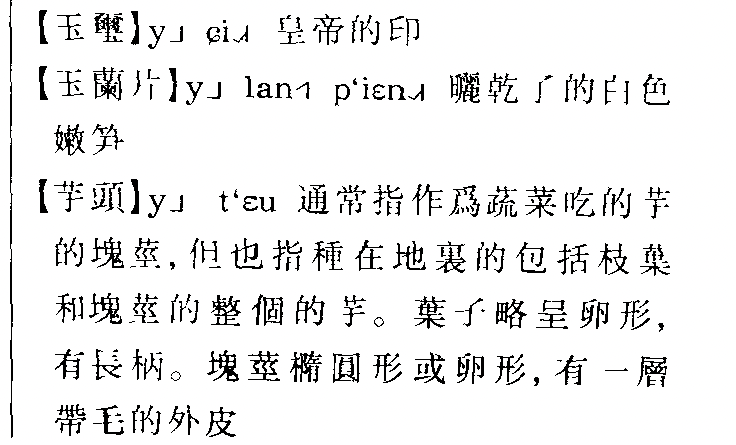 【玉璽】y˩ ɕi˩˧ 皇帝的印
【玉蘭片】y˩ lan˧˥ p‘iɛn˩˧ 曬乾了的白色
嫩笋
【芋頭】y˩ t‘ɛu 通常指作爲蔬菜吃的芋
的塊莖，但也指種在地裏的包括枝葉
和塊莖的整個的芋。葉子略呈卵形，
有長柄。塊莖橢圓形或卵形，有一層
帶毛的外皮